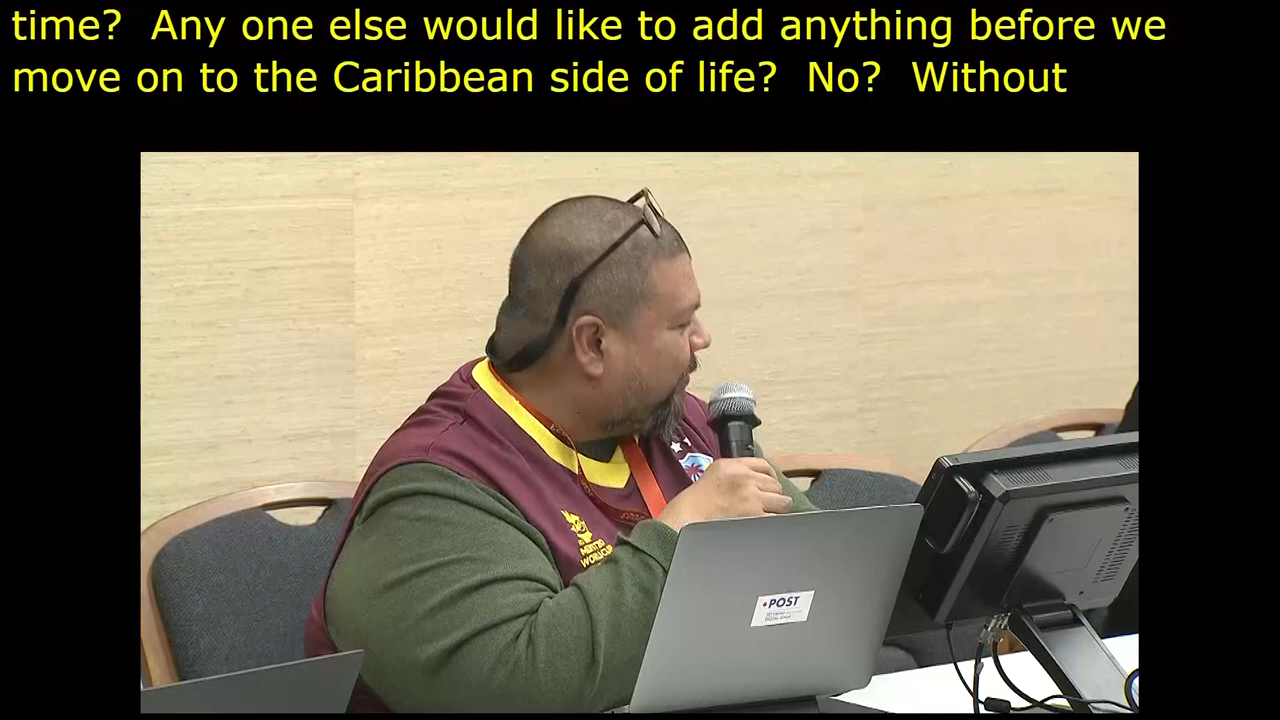 time?  Any one else would like to add anything before we
move on to the Caribbean side of life?  No?  Without
POST